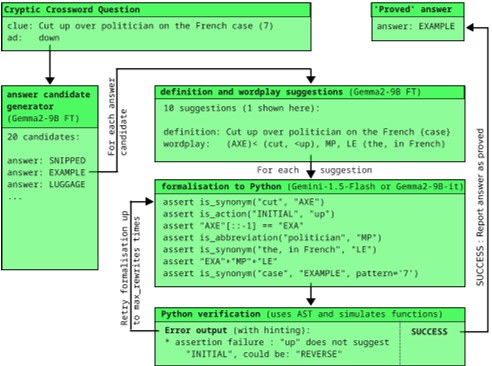 Cryptic Crossword Question
clue: Cut up over politician on the French case (7)
ad: down
'Proved' answer
answer: EXAMPLE
answer candidate
generator
(Gemma2-9B FT)
20 candidates:
answer: SNIPPED
answer: EXAMPLE
answer: LUGGAGE
...
For each answer
candidate
definition and wordplay suggestions (Gemma2-9B FT)
10 suggestions (1 shown here):
definition: Cut up over politician on the French {case}
wordplay: (AXE)< (cut, <up), MP, LE (the, in French)
For each suggestion
formalisation to Python (Gemini-1.5-Flash or Gemma2-9B-it)
assert is_synonym("cut", "AXE")
assert is_action("INITIAL", "up")
assert "AXE"[::-1] == "EXA"
assert is_abbreviation("politician", "MP")
assert is_synonym("the, in French", "LE")
assert "EXA"+"MP"+"LE"
assert is_synonym("case", "EXAMPLE", pattern='7')
Retry formalisation up
to max_rewrites times
Python verification (uses AST and simulates functions)
Error output (with hinting):
* assertion failure : "up" does not suggest
"INITIAL", could be: "REVERSE"
SUCCESS
SUCCESS : Report answer as proved